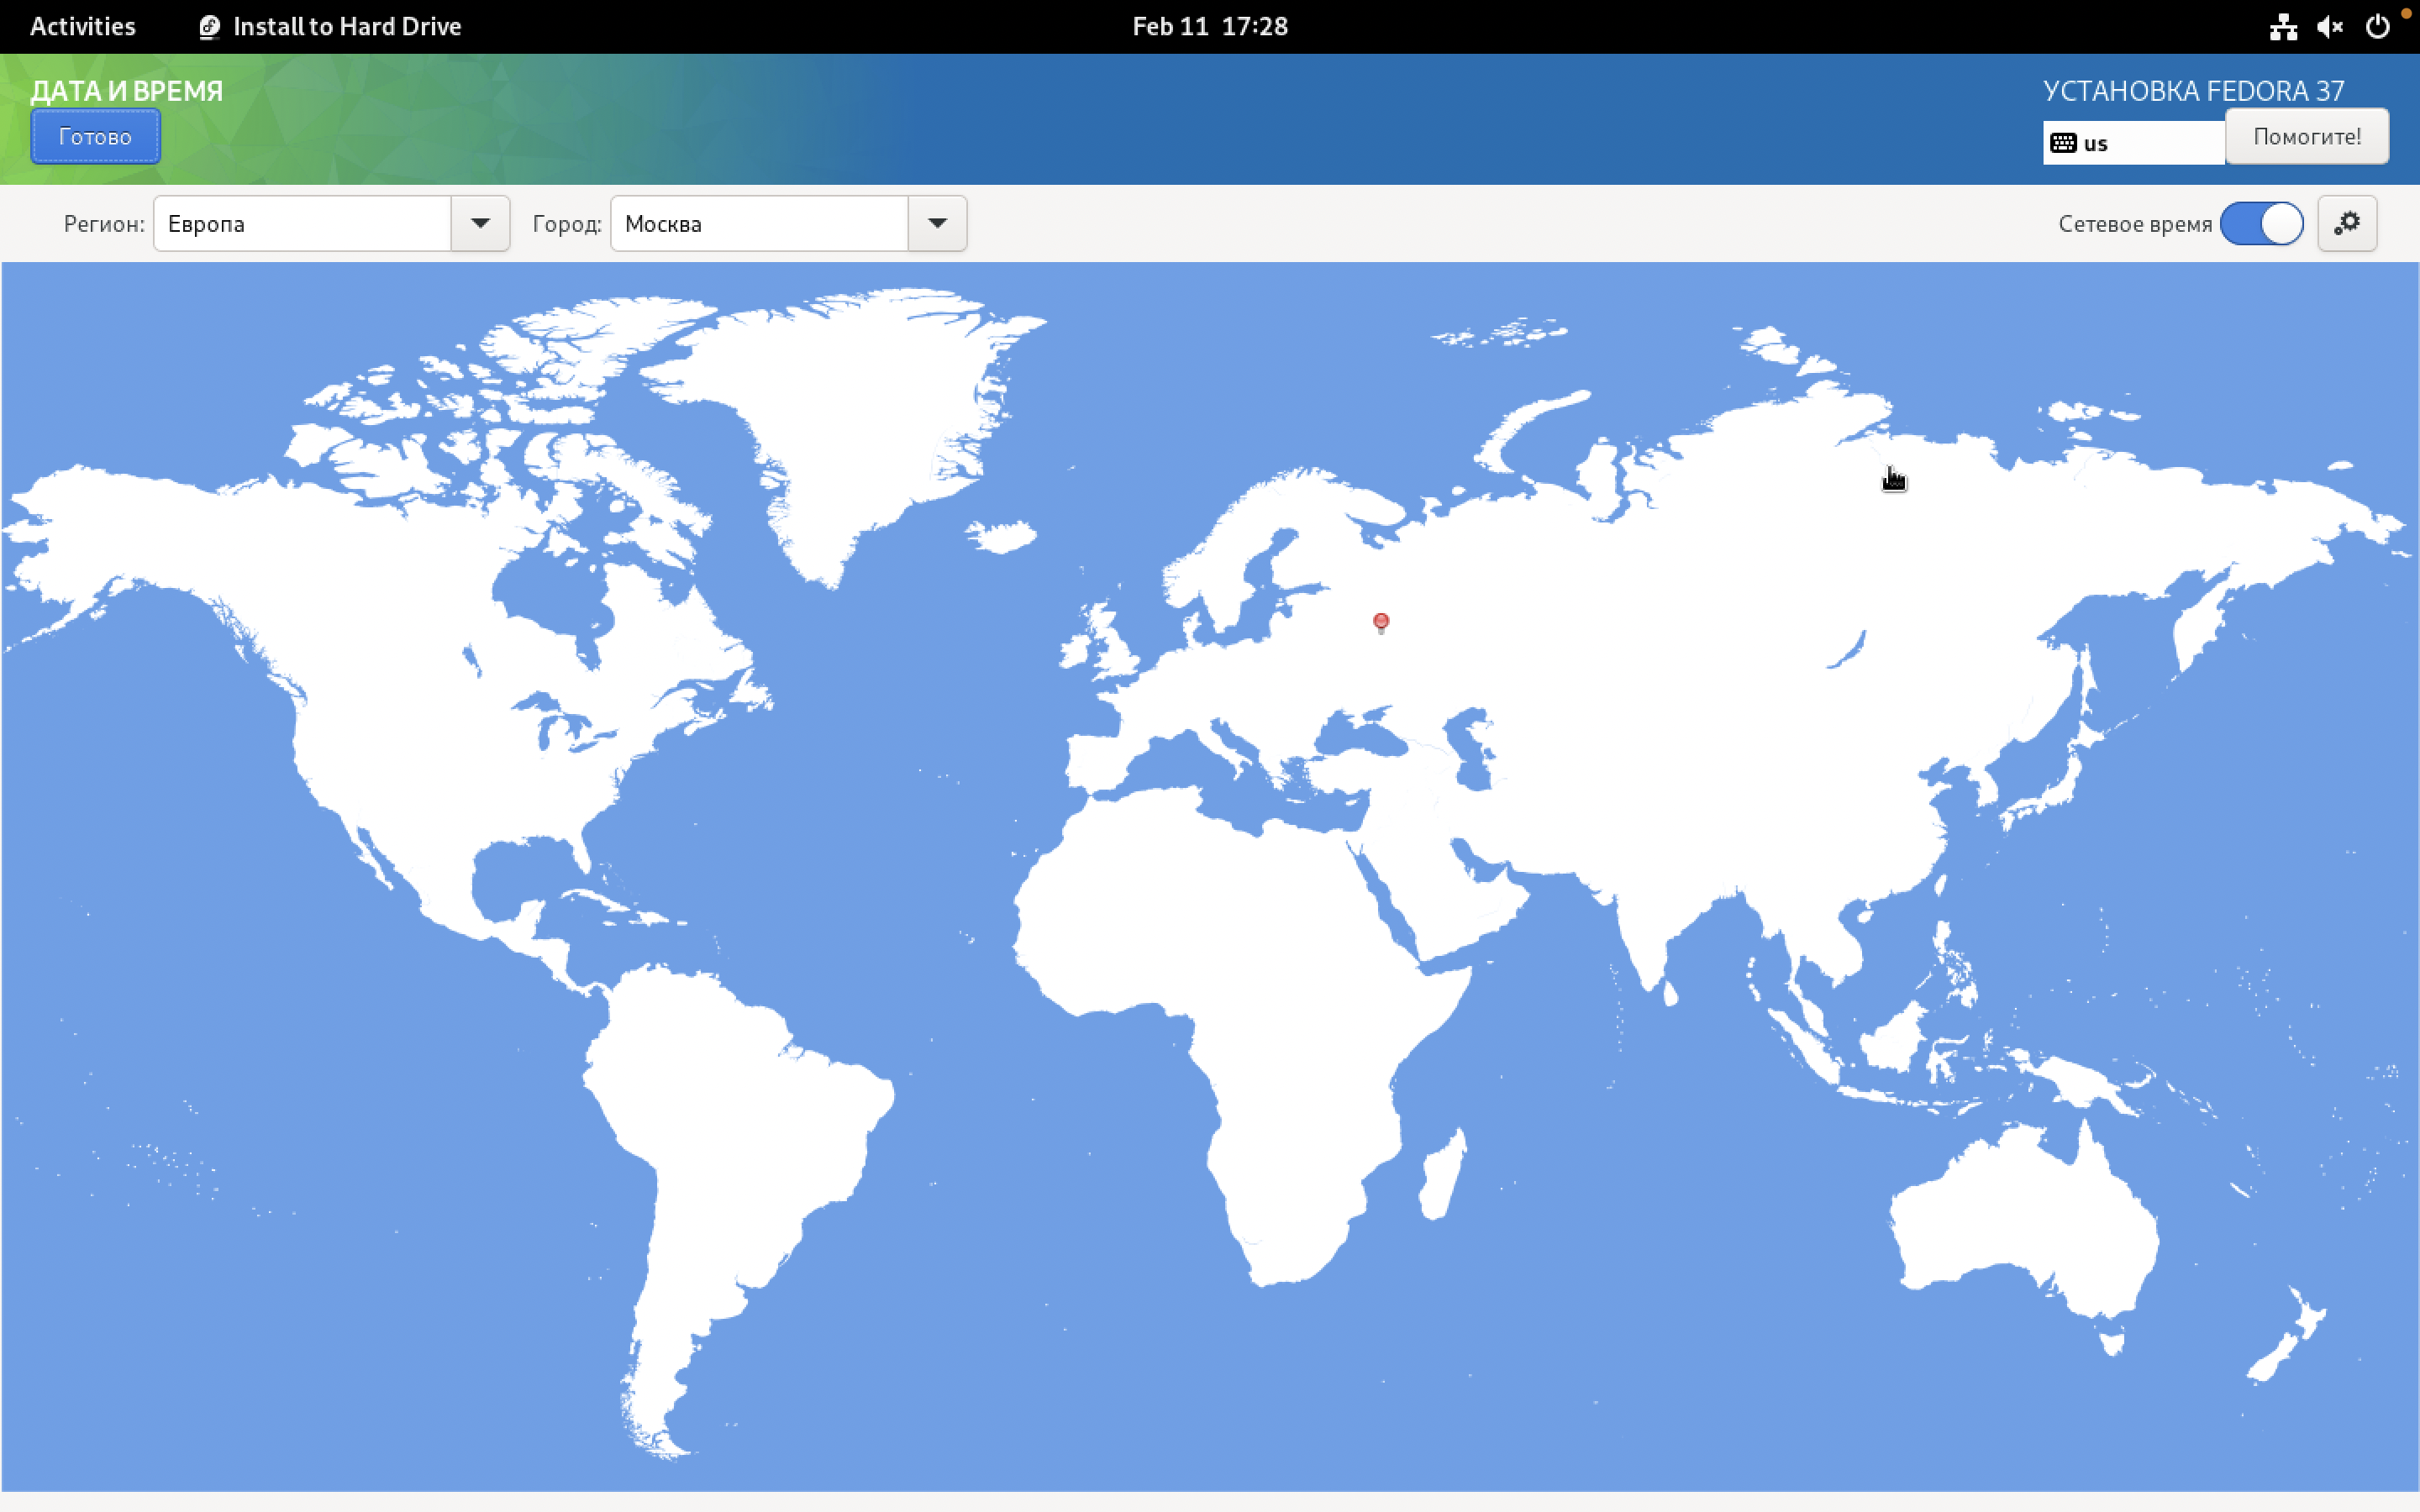 Activities Install to Hard Drive Feb 11 17:28
ДАТА И ВРЕМЯ
Готово
УСТАНОВКА FEDORA 37
us
Помогите!
Регион: Европа Город: Москва Сетевое время